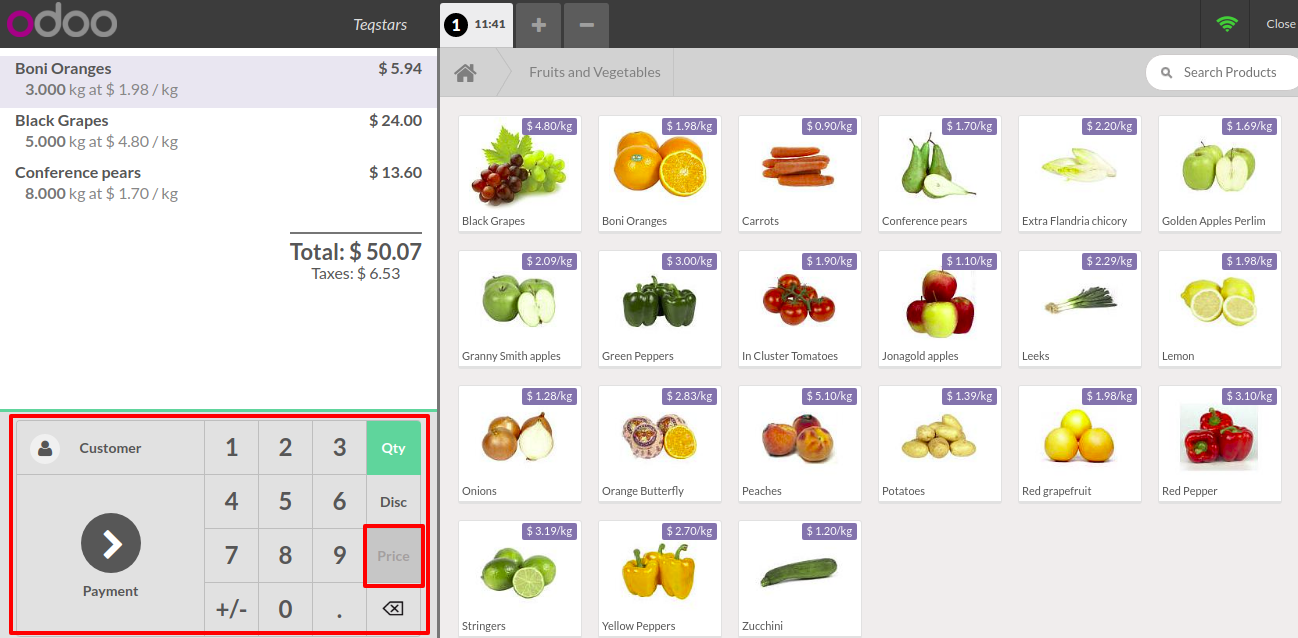 odoo
Teqstars
1 11:41
+
−
Close
Boni Oranges $ 5.94
3.000 kg at $ 1.98 / kg
Black Grapes $ 24.00
5.000 kg at $ 4.80 / kg
Conference pears $ 13.60
8.000 kg at $ 1.70 / kg
Total: $ 50.07
Taxes: $ 6.53
Customer
1 2 3 Qty
4 5 6 Disc
7 8 9 Price
Payment
+/- 0 .
Fruits and Vegetables
Search Products
$ 4.80/kg
Black Grapes
$ 1.98/kg
Boni Oranges
$ 0.90/kg
Carrots
$ 1.70/kg
Conference pears
$ 2.20/kg
Extra Flandria chicory
$ 1.69/kg
Golden Apples Perlim
$ 2.09/kg
Granny Smith apples
$ 3.00/kg
Green Peppers
$ 1.90/kg
In Cluster Tomatoes
$ 1.10/kg
Jonagold apples
$ 2.29/kg
Leeks
$ 1.98/kg
Lemon
$ 1.28/kg
Onions
$ 2.83/kg
Orange Butterfly
$ 5.10/kg
Peaches
$ 1.39/kg
Potatoes
$ 1.98/kg
Red grapefruit
$ 3.10/kg
Red Pepper
$ 3.19/kg
Stringers
$ 2.70/kg
Yellow Peppers
$ 1.20/kg
Zucchini